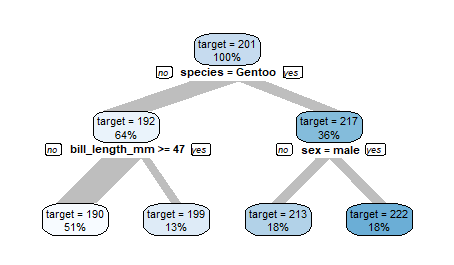 target = 201
100%
no species = Gentoo yes
target = 192
64%
target = 217
36%
no bill_length_mm >= 47 yes
no sex = male yes
target = 190
51%
target = 199
13%
target = 213
18%
target = 222
18%